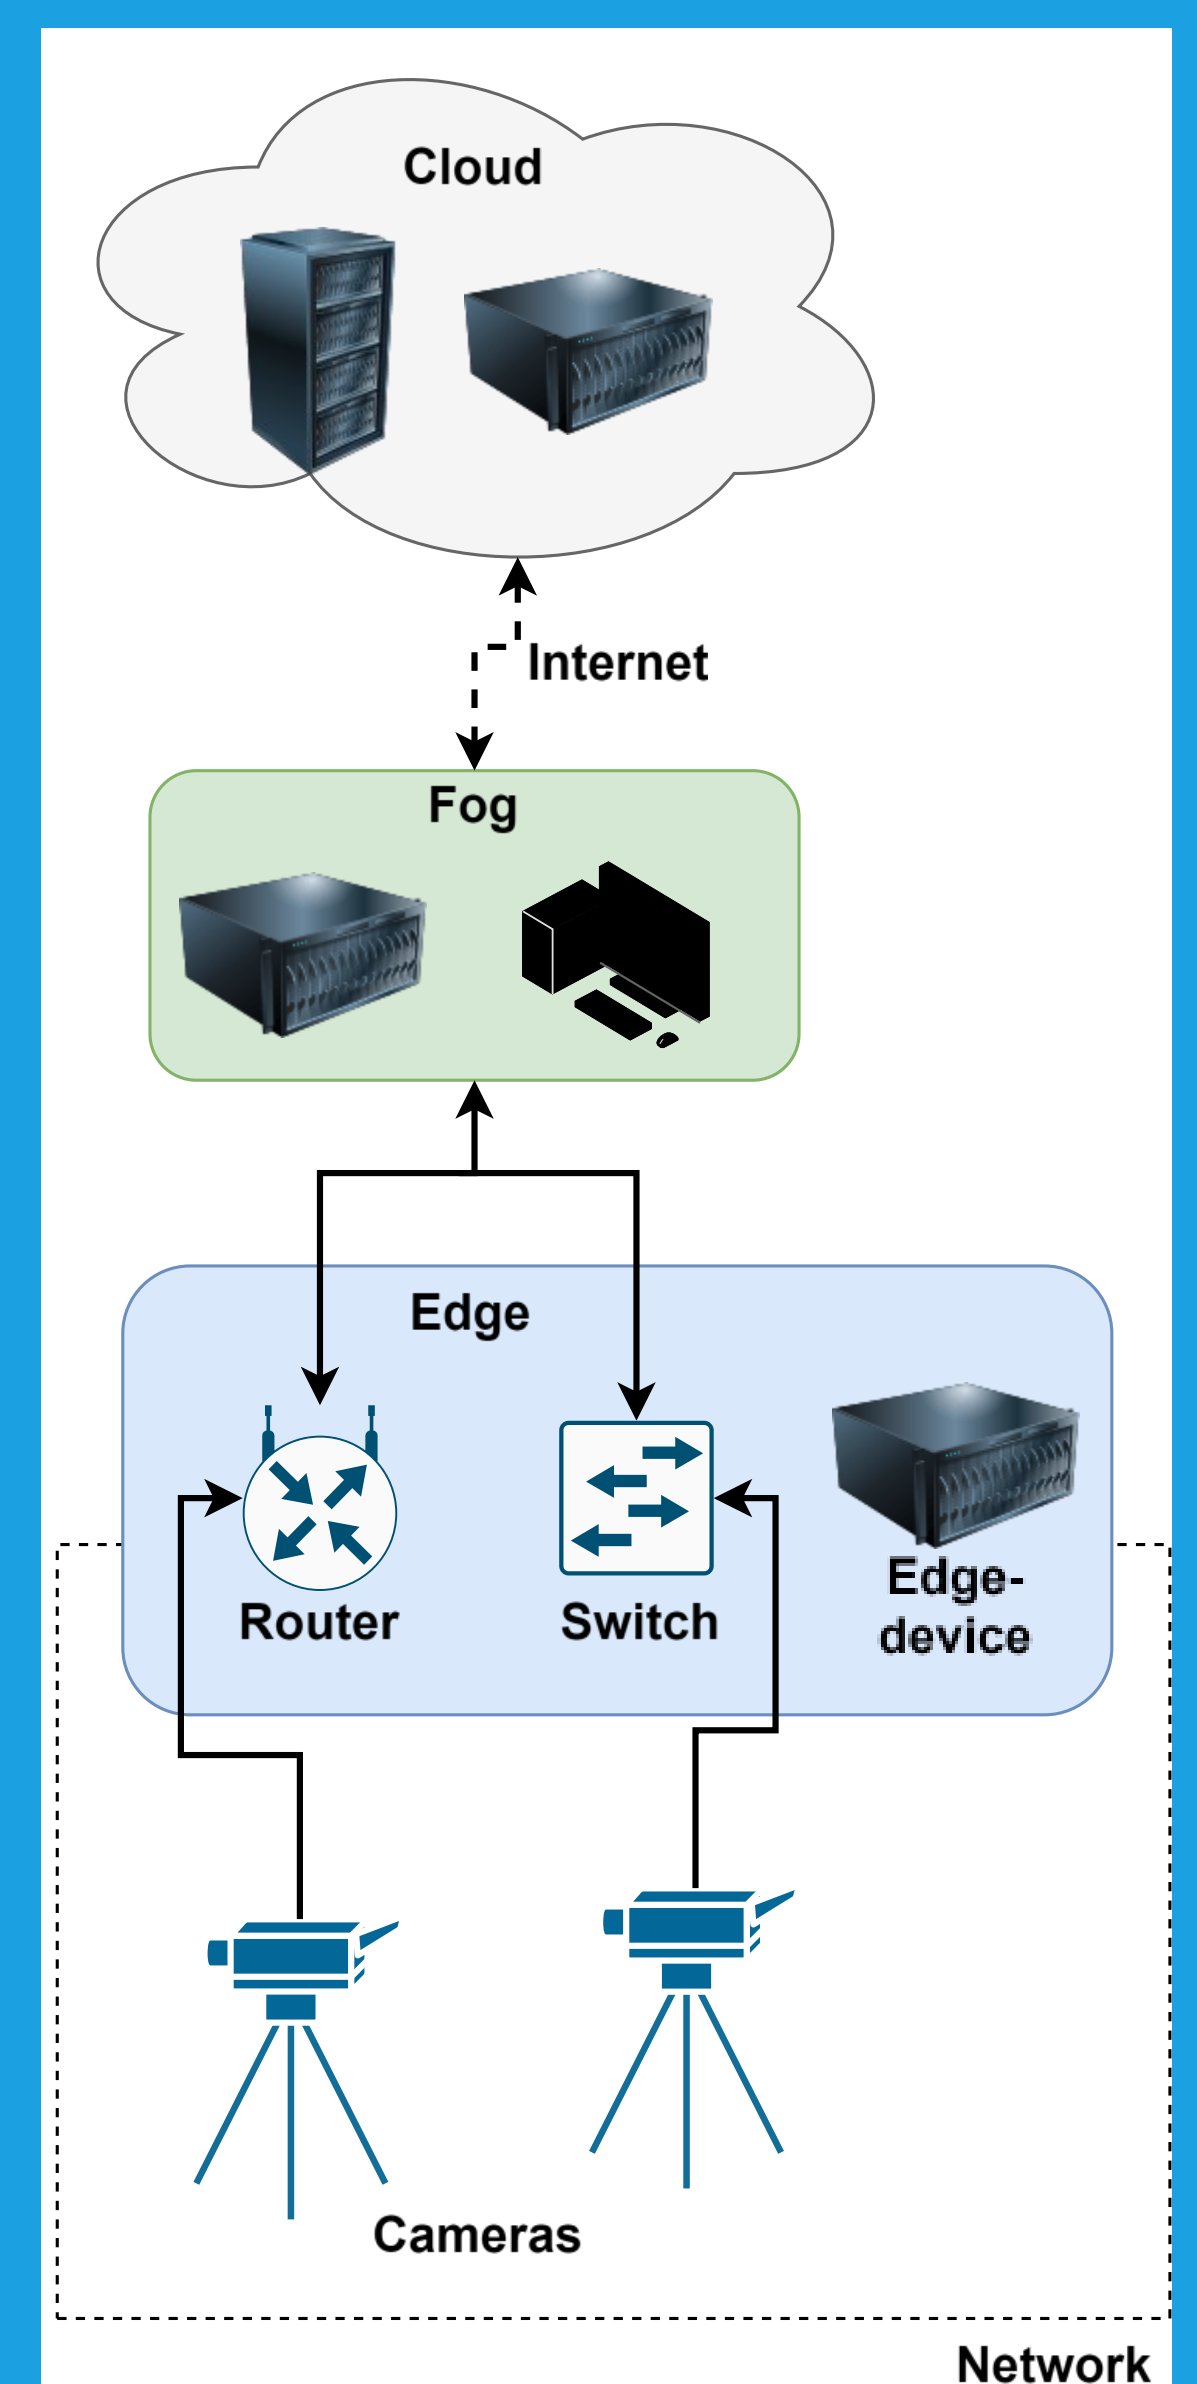 Cloud
Internet
Fog
Edge
Edge-
device
Router
Switch
Cameras
Network